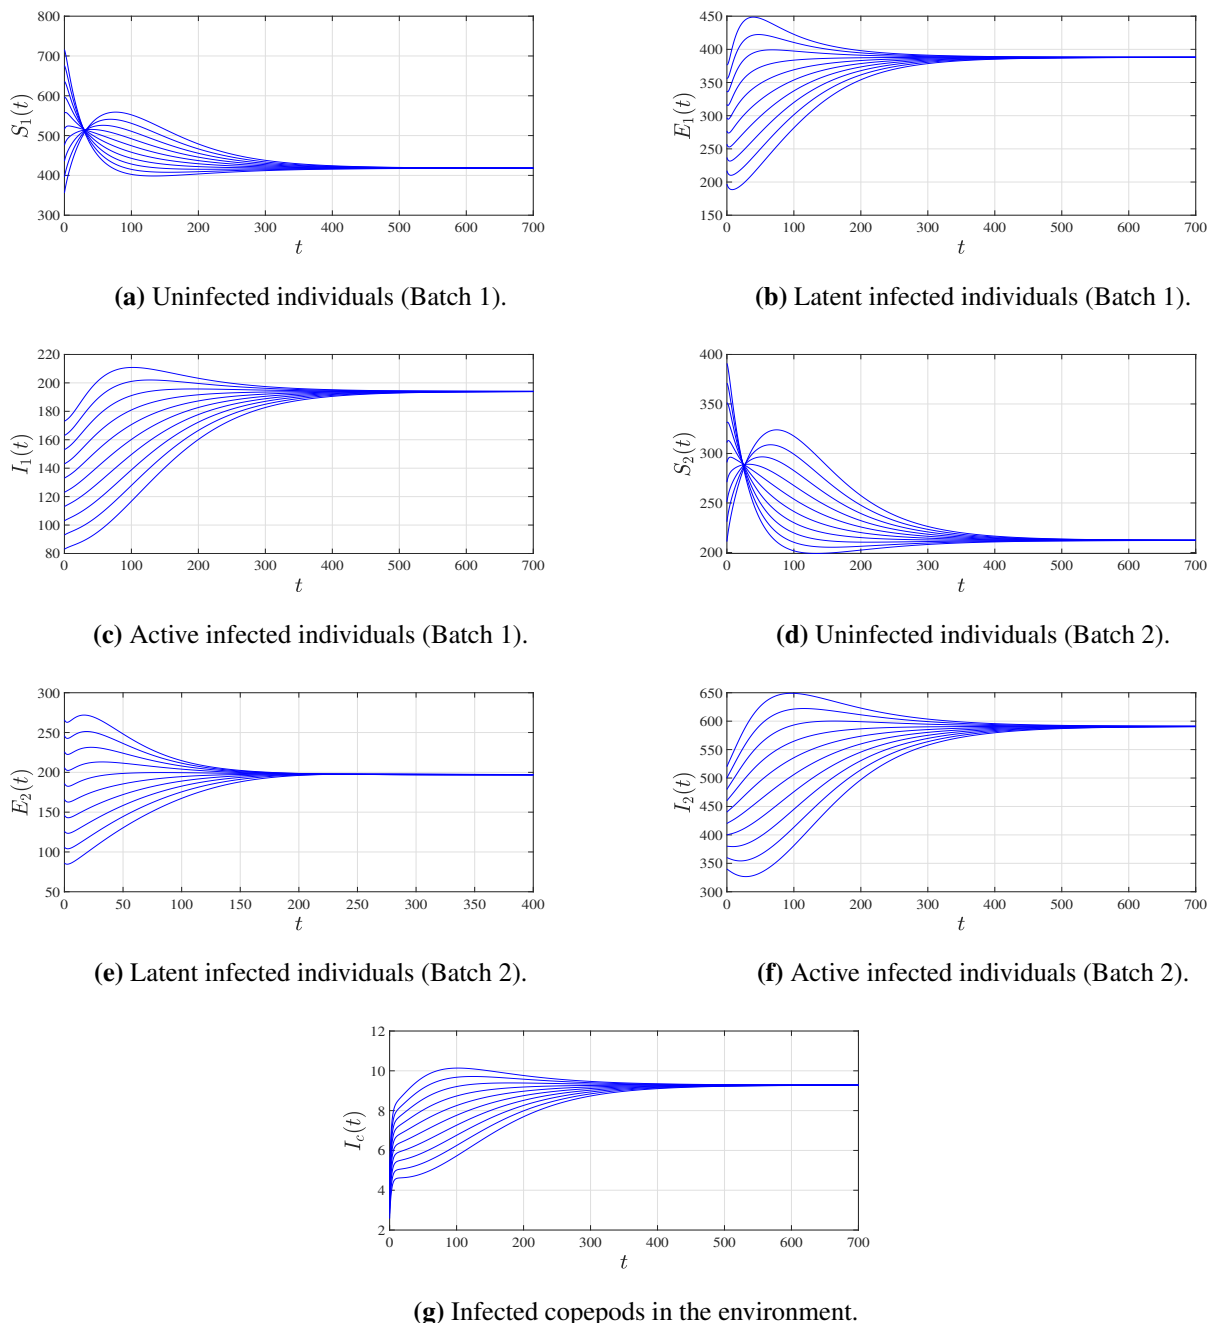 800
700
600
500
400
300
0 100 200 300 400 500 600 700
S₁(t)
t
(a) Uninfected individuals (Batch 1).
450
400
350
300
250
200
150
0 100 200 300 400 500 600 700
E₁(t)
t
(b) Latent infected individuals (Batch 1).
220
200
180
160
140
120
100
80
0 100 200 300 400 500 600 700
I₁(t)
t
(c) Active infected individuals (Batch 1).
400
350
300
250
200
0 100 200 300 400 500 600 700
S₂(t)
t
(d) Uninfected individuals (Batch 2).
300
250
200
150
100
50
0 50 100 150 200 250 300 350 400
E₂(t)
t
(e) Latent infected individuals (Batch 2).
650
600
550
500
450
400
350
300
0 100 200 300 400 500 600 700
I₂(t)
t
(f) Active infected individuals (Batch 2).
12
10
8
6
4
2
0 100 200 300 400 500 600 700
I_c(t)
t
(g) Infected copepods in the environment.